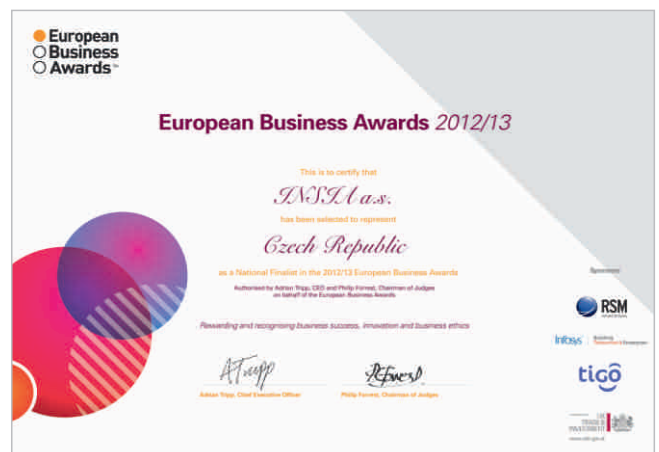 European
Business
Awards
European Business Awards 2012/13
This is to certify that
INSIA a.s.
has been selected to represent
Czech Republic
as a National Finalist in the 2012/13 European Business Awards
Authorised by Adrian Tripp, CEO and Philip Forrest, Chairman of Judges
on behalf of the European Business Awards
Rewarding and recognising business success, innovation and business ethics
Adrian Tripp, Chief Executive Officer
Philip Forrest, Chairman of Judges
Sponsors
RSM
Infosys
tigo